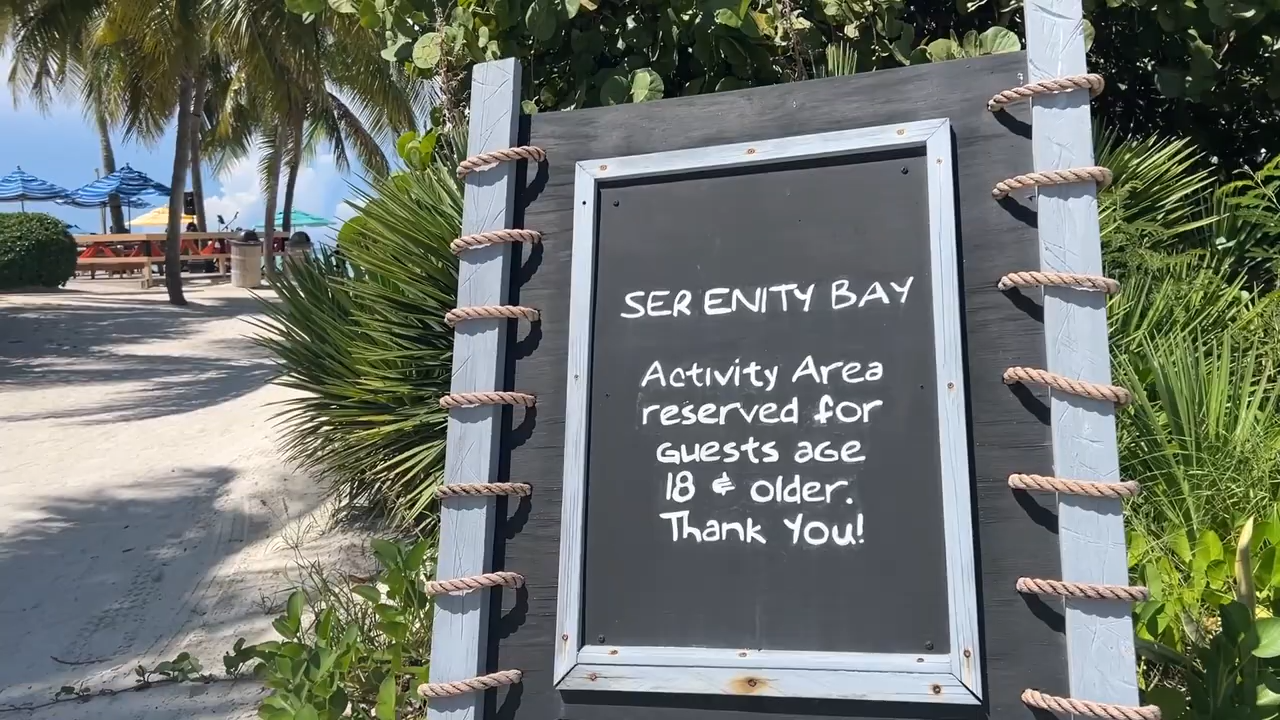 SERENITY BAY
Activity Area
reserved for
guests age
18 & older.
Thank You!